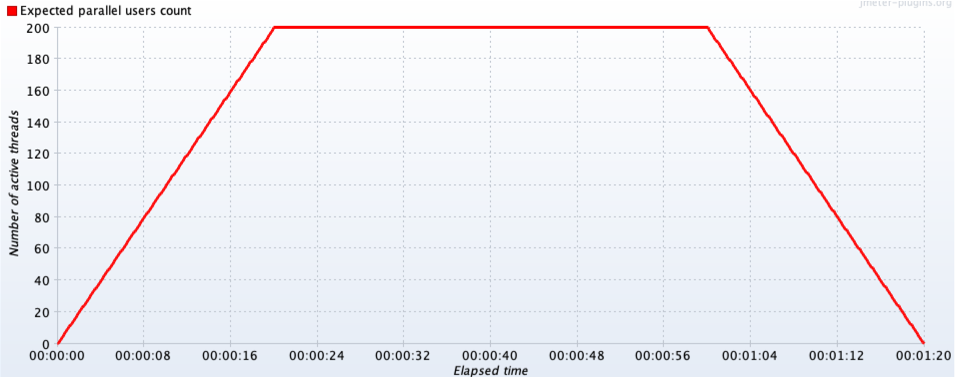 Expected parallel users count
jmeter-plugins.org
200
180
160
140
120
100
80
60
40
20
0
Number of active threads
00:00:00 00:00:08 00:00:16 00:00:24 00:00:32 00:00:40 00:00:48 00:00:56 00:01:04 00:01:12 00:01:20
Elapsed time